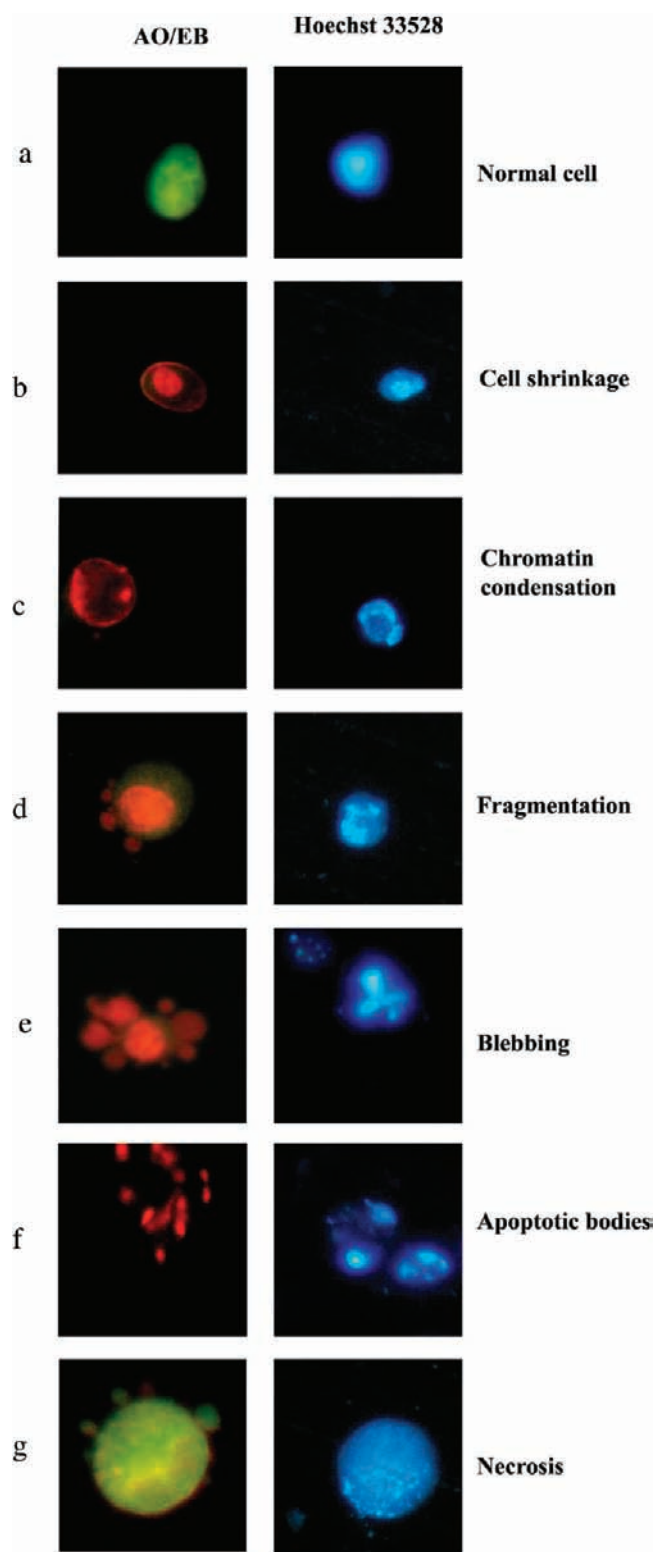 AO/EB
Hoechst 33528
a
Normal cell
b
Cell shrinkage
c
Chromatin
condensation
d
Fragmentation
e
Blebbing
f
Apoptotic bodies
g
Necrosis